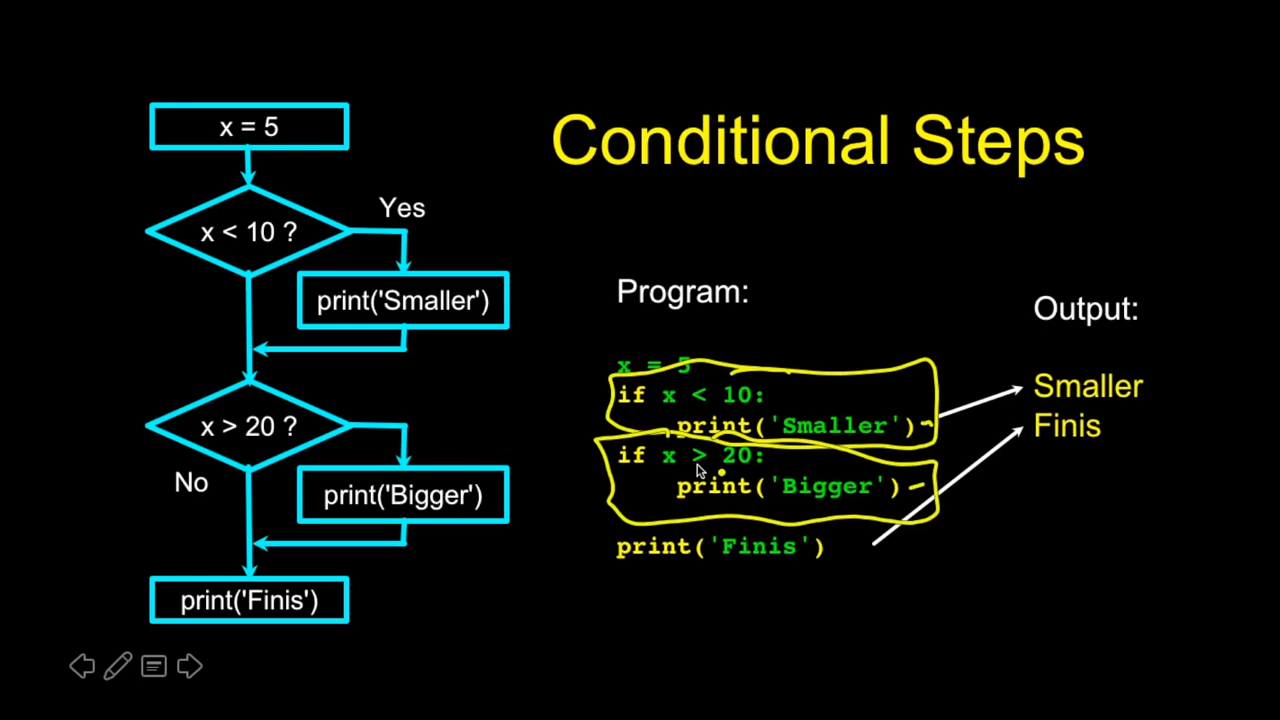 Conditional Steps
x = 5
x < 10 ?
Yes
print('Smaller')
x > 20 ?
No
print('Bigger')
print('Finis')
Program:
x = 5
if x < 10:
    print('Smaller')
if x > 20:
    print('Bigger')
print('Finis')
Output:
Smaller
Finis